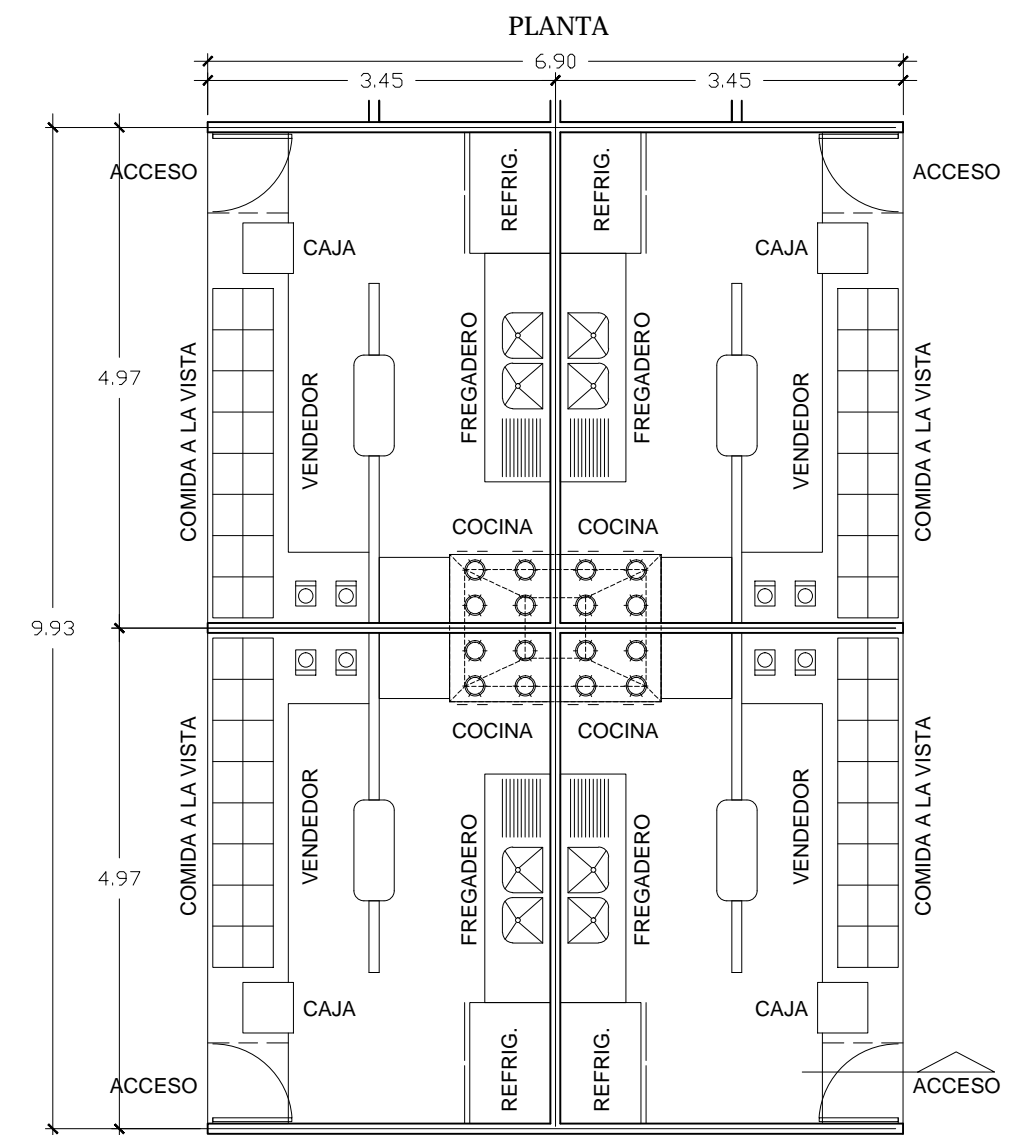 PLANTA
6.90
3.45 3.45
ACCESO REFRIG. REFRIG. ACCESO
CAJA CAJA
COMIDA A LA VISTA VENDEDOR FREGADERO FREGADERO VENDEDOR COMIDA A LA VISTA
4.97
COCINA COCINA
9.93
COCINA COCINA
COMIDA A LA VISTA VENDEDOR FREGADERO FREGADERO VENDEDOR COMIDA A LA VISTA
4.97
CAJA CAJA
ACCESO REFRIG. REFRIG. ACCESO